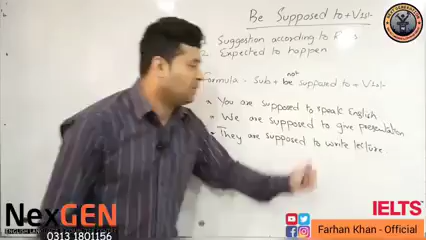 Be Supposed to + V1st
Suggestion according to
2 Expected to happen
Formula - Sub + be supposed to + V1st
not
* You are supposed to speak English
* We are supposed to give presentation
* They are supposed to write lecture.
NexGEN
ENGLISH
0313 1801156
IELTS
Farhan Khan - Official